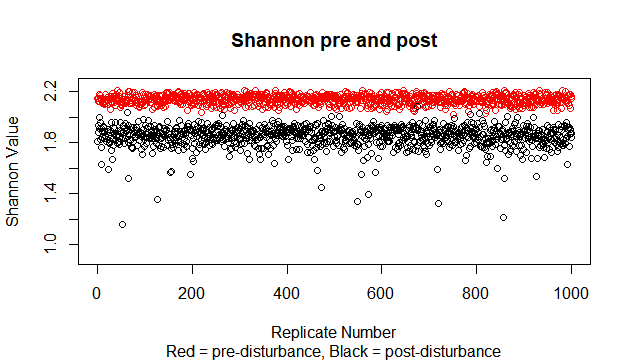 Shannon pre and post
2.2
1.8
1.4
1.0
Shannon Value
0 200 400 600 800 1000
Replicate Number
Red = pre-disturbance, Black = post-disturbance